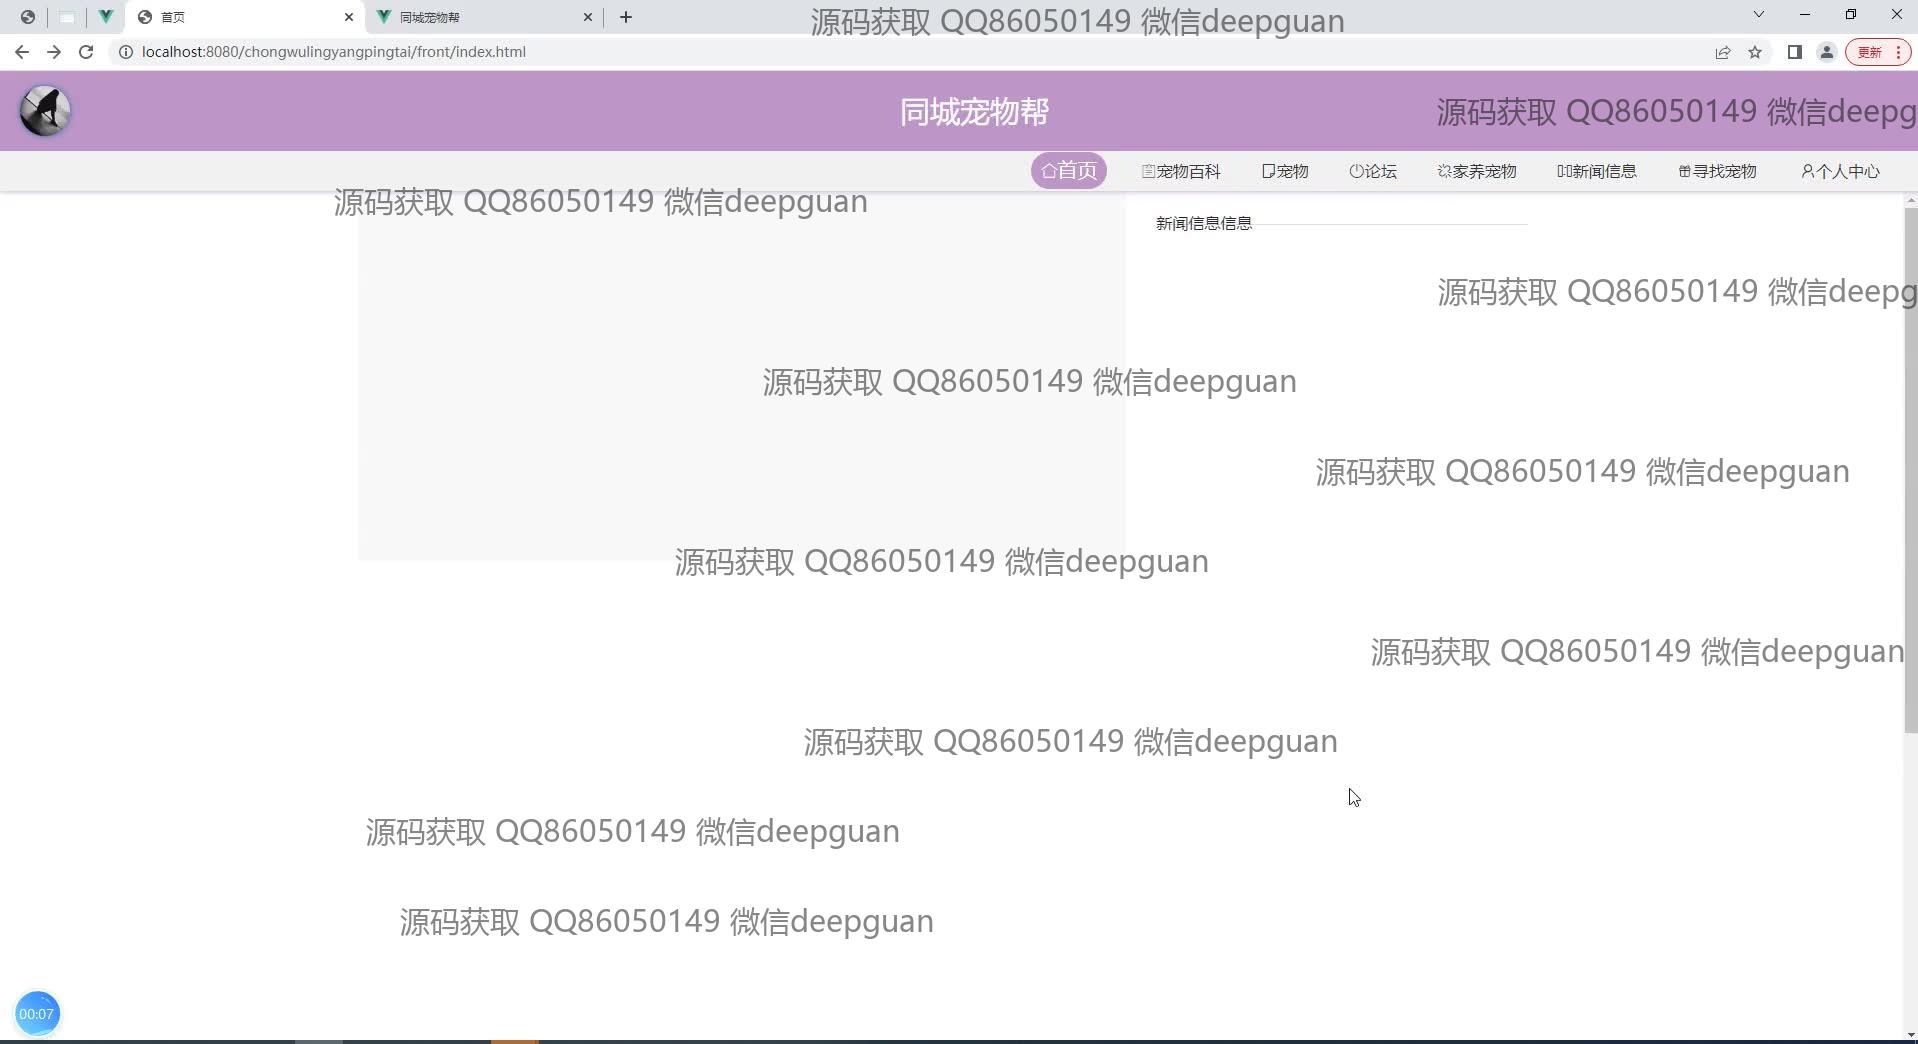 首页
同城宠物帮
源码获取 QQ86050149 微信deepguan
localhost:8080/chongwulingyangpingtai/front/index.html
更新
同城宠物帮
源码获取 QQ86050149 微信deepg
首页
宠物百科
宠物
论坛
家养宠物
新闻信息
寻找宠物
个人中心
源码获取 QQ86050149 微信deepguan
新闻信息信息
源码获取 QQ86050149 微信deepg
源码获取 QQ86050149 微信deepguan
源码获取 QQ86050149 微信deepguan
源码获取 QQ86050149 微信deepguan
源码获取 QQ86050149 微信deepguan
源码获取 QQ86050149 微信deepguan
源码获取 QQ86050149 微信deepguan
源码获取 QQ86050149 微信deepguan
00:07